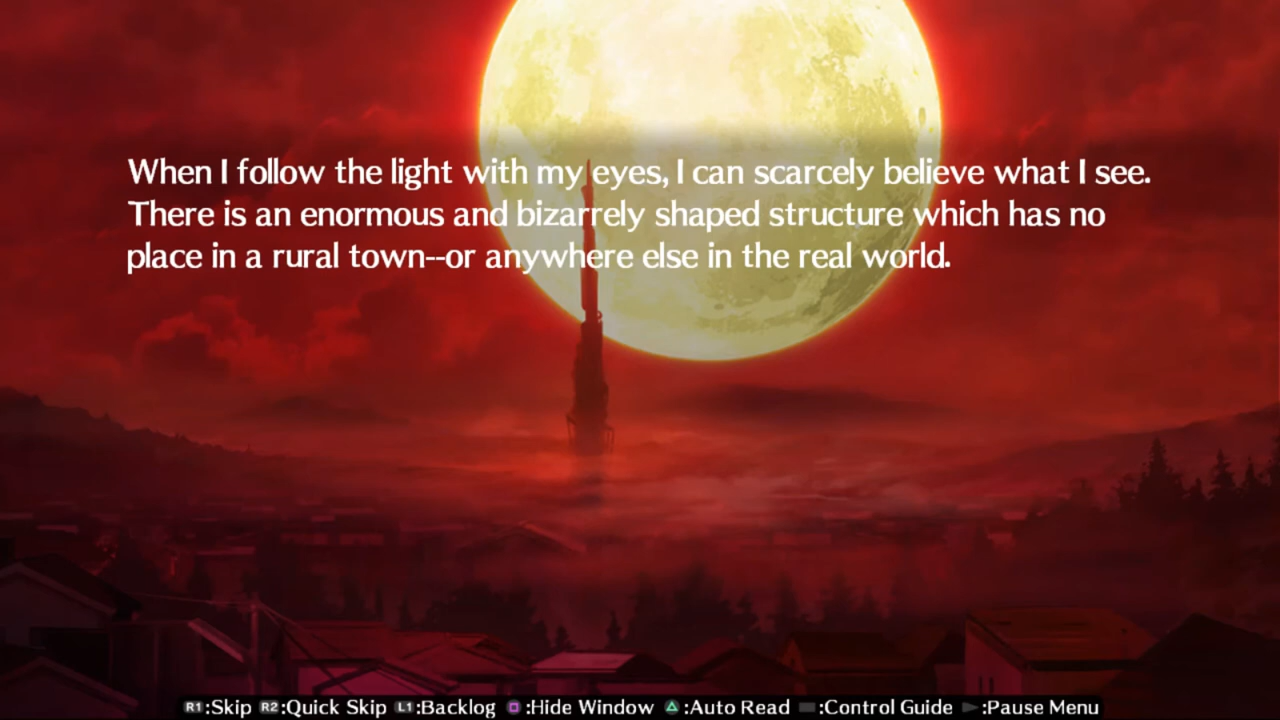 When I follow the light with my eyes, I can scarcely believe what I see.
There is an enormous and bizarrely shaped structure which has no
place in a rural town--or anywhere else in the real world.
R1:Skip R2:Quick Skip L1:Backlog :Hide Window :Auto Read :Control Guide :Pause Menu